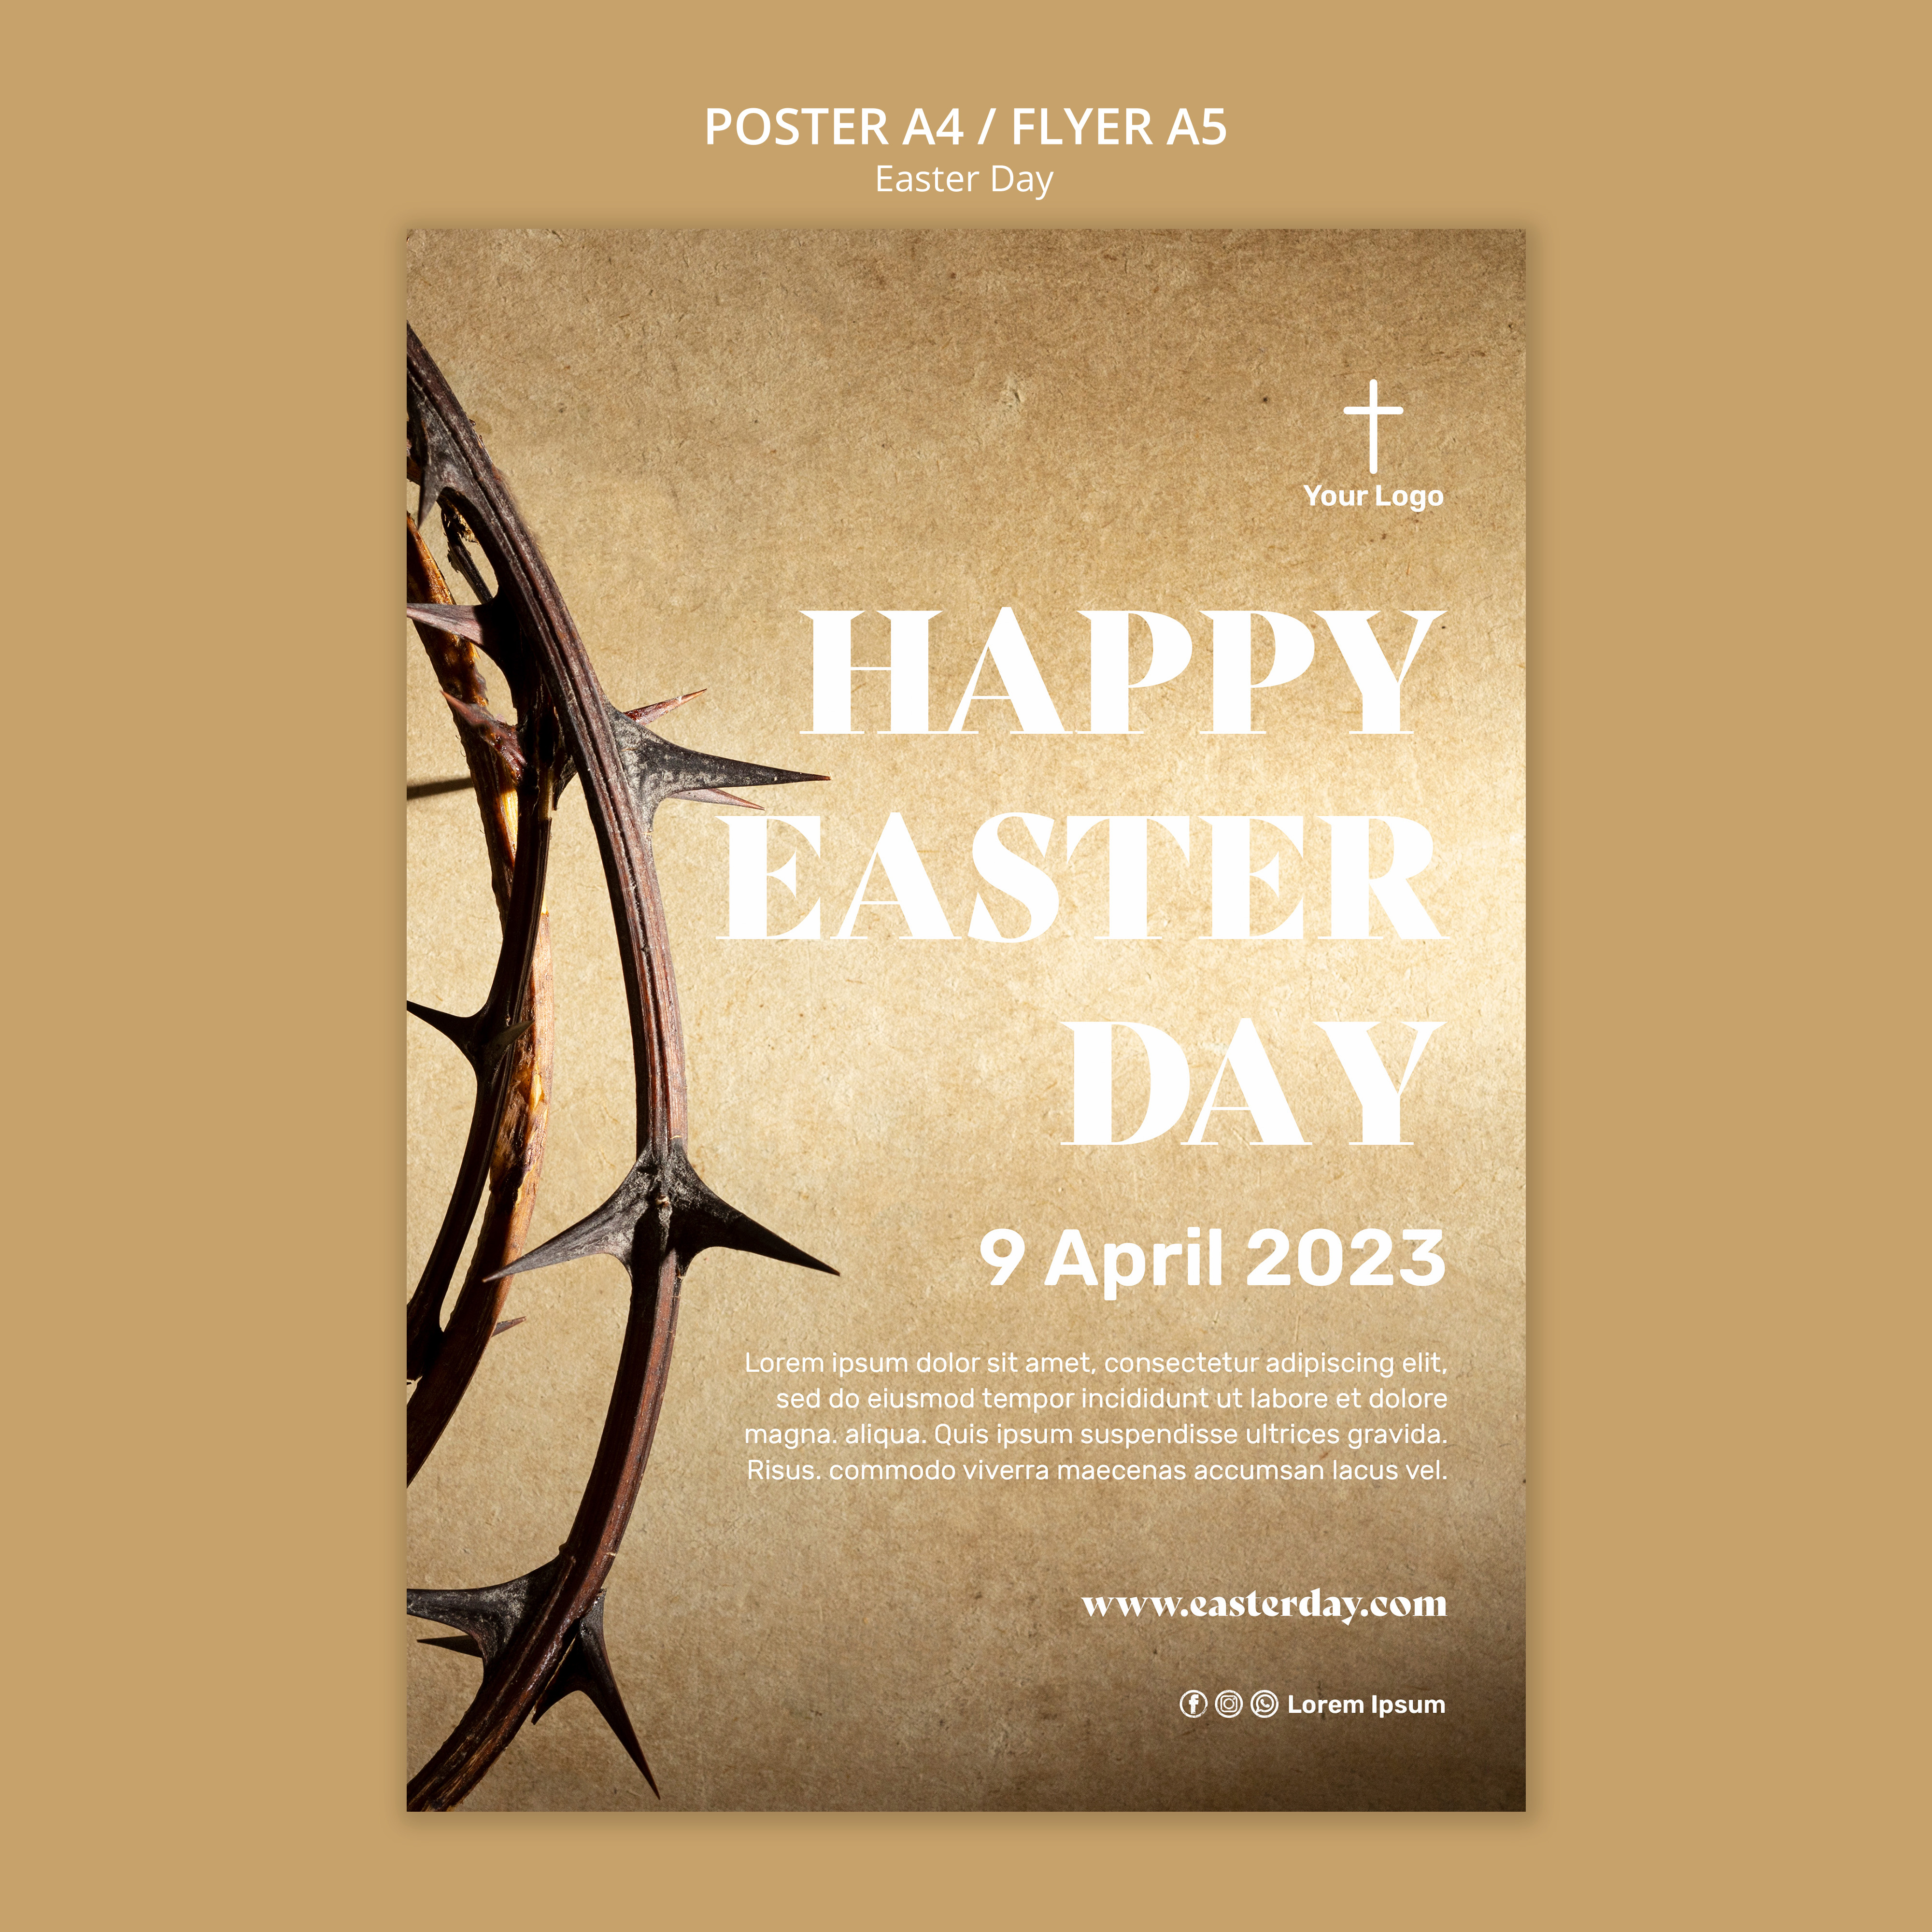 POSTER A4 / FLYER A5
Easter Day
Your Logo
HAPPY
EASTER
DAY
9 April 2023
Lorem ipsum dolor sit amet, consectetur adipiscing elit,
sed do eiusmod tempor incididunt ut labore et dolore
magna. aliqua. Quis ipsum suspendisse ultrices gravida.
Risus. commodo viverra maecenas accumsan lacus vel.
www.easterday.com
Lorem Ipsum